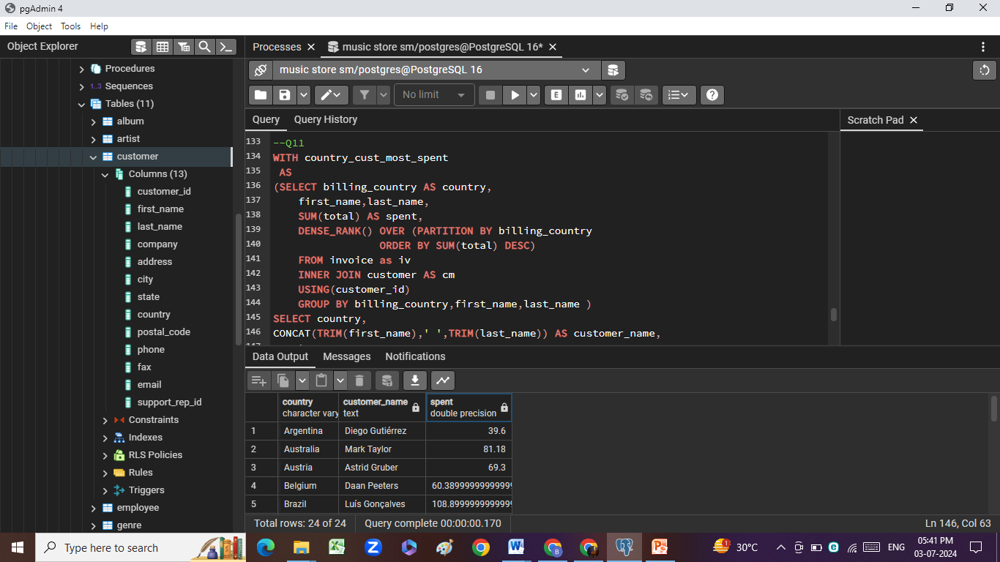 pgAdmin 4
File Object Tools Help
Object Explorer
Procedures
1..3 Sequences
Tables (11)
album
artist
customer
Columns (13)
customer_id
first_name
last_name
company
address
city
state
country
postal_code
phone
fax
email
support_rep_id
Constraints
Indexes
RLS Policies
Rules
Triggers
employee
genre
Processes
music store sm/postgres@PostgreSQL 16*
music store sm/postgres@PostgreSQL 16
No limit
E
Query Query History
Scratch Pad
133 --Q11
134 WITH country_cust_most_spent
135 AS
136 (SELECT billing_country AS country,
137 first_name,last_name,
138 SUM(total) AS spent,
139 DENSE_RANK() OVER (PARTITION BY billing_country
140 ORDER BY SUM(total) DESC)
141 FROM invoice as iv
142 INNER JOIN customer AS cm
143 USING(customer_id)
144 GROUP BY billing_country,first_name,last_name )
145 SELECT country,
146 CONCAT(TRIM(first_name),' ',TRIM(last_name)) AS customer_name,
Data Output Messages Notifications
country customer_name spent
character vary text double precision
1 Argentina Diego Gutiérrez 39.6
2 Australia Mark Taylor 81.18
3 Austria Astrid Gruber 69.3
4 Belgium Daan Peeters 60.3899999999999
5 Brazil Luís Gonçalves 108.899999999999
Total rows: 24 of 24 Query complete 00:00:00.170
Ln 146, Col 63
Type here to search
30°C
ENG
05:41 PM
03-07-2024